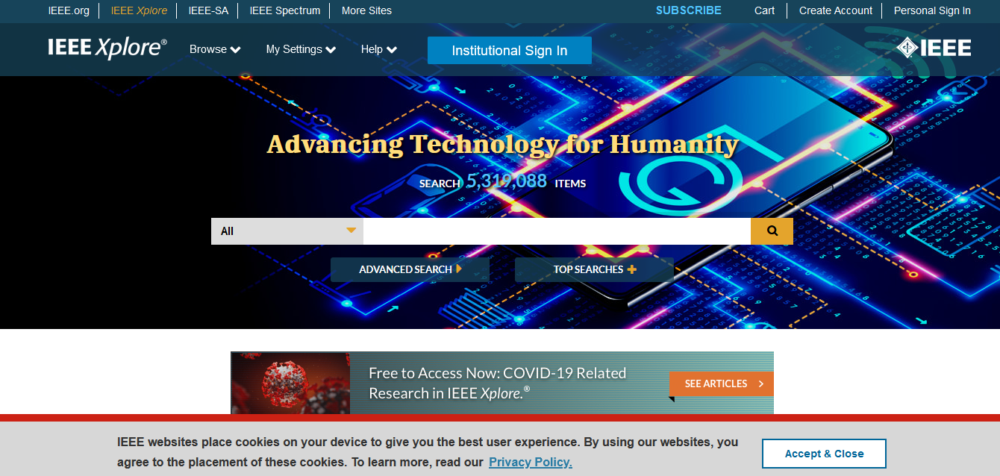 IEEE.org IEEE Xplore IEEE-SA IEEE Spectrum More Sites SUBSCRIBE Cart Create Account Personal Sign In
IEEE Xplore® Browse My Settings Help Institutional Sign In IEEE
Advancing Technology for Humanity
SEARCH 5,319,088 ITEMS
All
ADVANCED SEARCH TOP SEARCHES
Free to Access Now: COVID-19 Related
Research in IEEE Xplore.®
SEE ARTICLES
IEEE websites place cookies on your device to give you the best user experience. By using our websites, you
agree to the placement of these cookies. To learn more, read our Privacy Policy.
Accept & Close